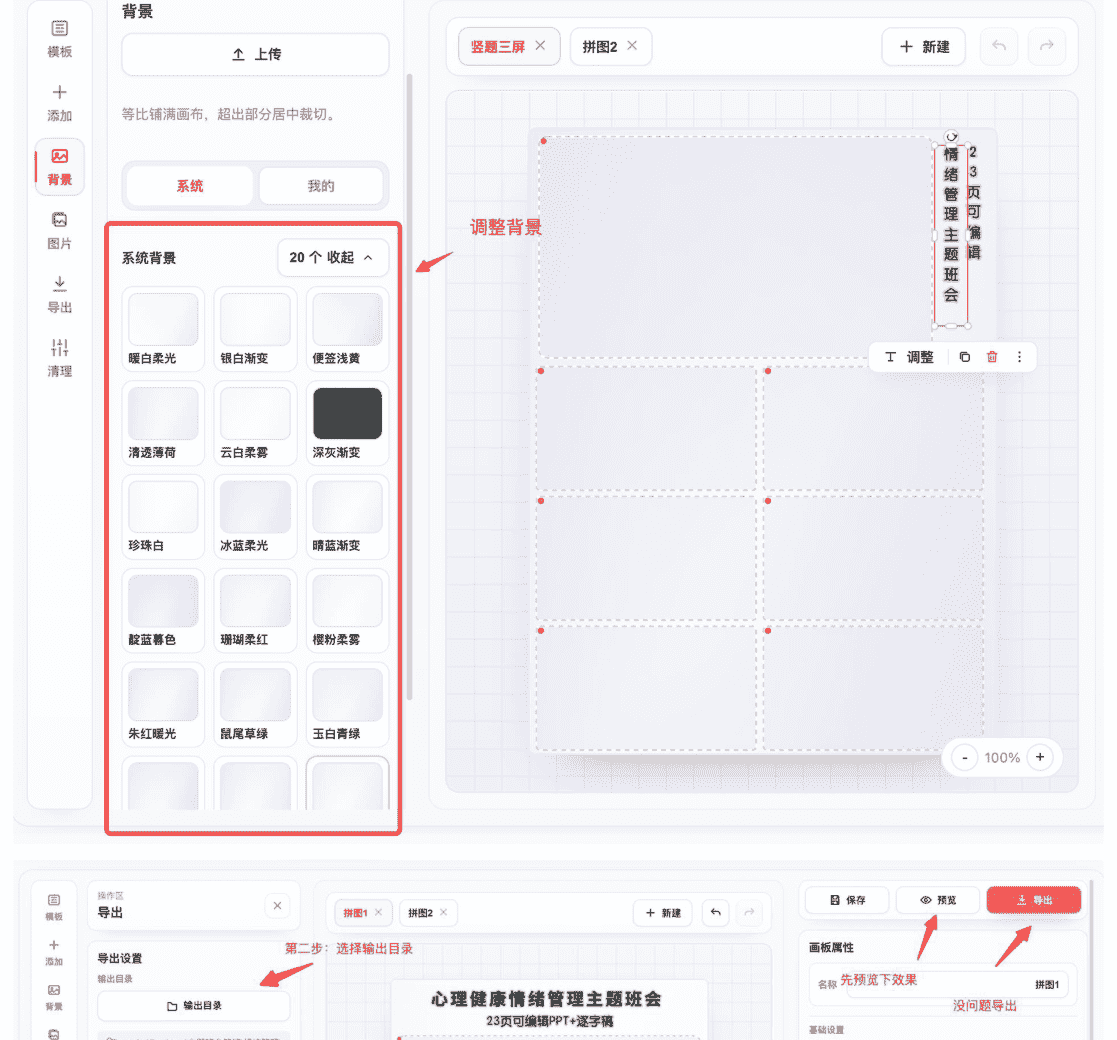 模板
添加
背景
图片
导出
清理
背景
上传
等比铺满画布，超出部分居中裁切。
系统
我的
系统背景
20 个 收起
暖白柔光
银白渐变
便签浅黄
清透薄荷
云白柔雾
深灰渐变
珍珠白
冰蓝柔光
晴蓝渐变
靛蓝暮色
珊瑚柔红
樱粉柔雾
朱红暖光
鼠尾草绿
玉白青绿
调整背景
竖题三屏
拼图2
新建
23页可编辑
情绪管理主题班会
调整
- 100% +
模板
添加
背景
操作区
导出
导出设置
输出目录
输出目录
第二步：选择输出目录
拼图1
拼图2
新建
心理健康情绪管理主题班会
23页可编辑PPT+逐字稿
保存
预览
导出
画板属性
名称
拼图1
先预览下效果
没问题导出
基础设置